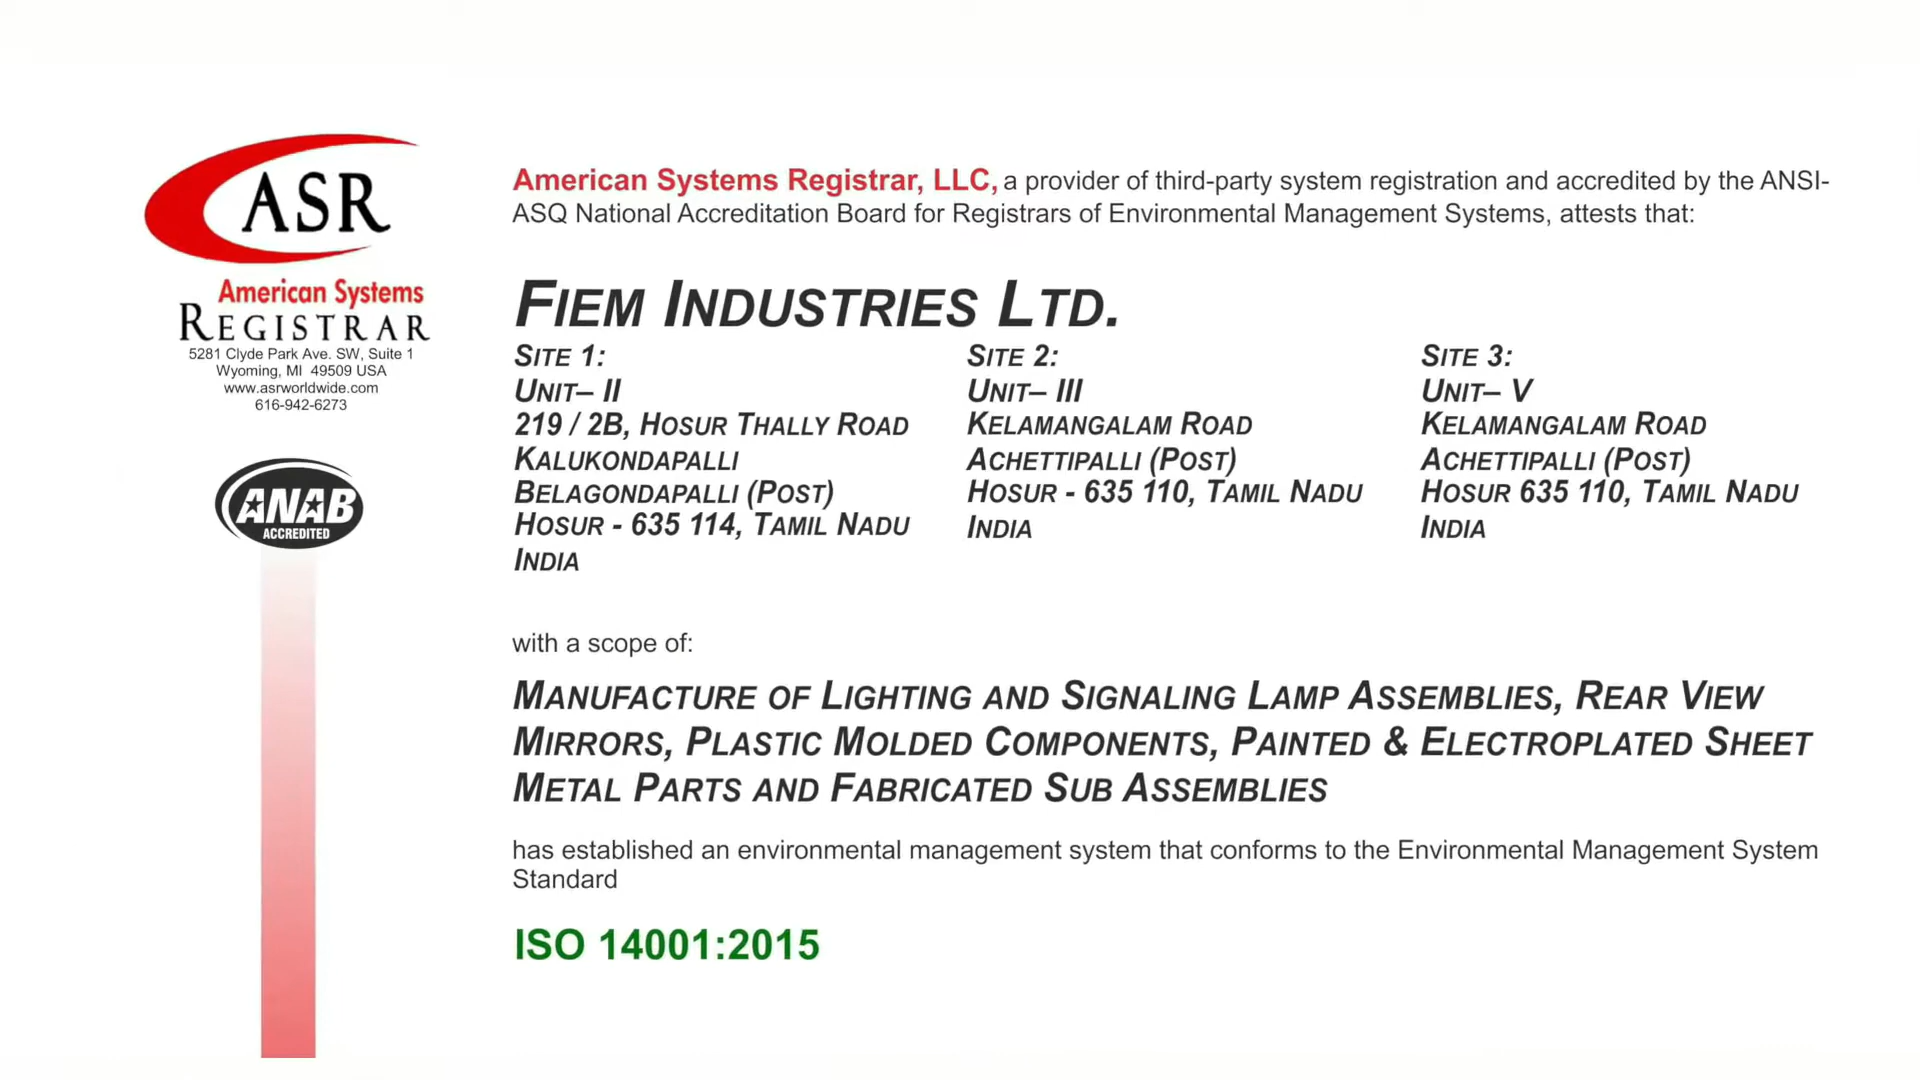 ASR
American Systems
REGISTRAR
5281 Clyde Park Ave. SW, Suite 1
Wyoming, MI 49509 USA
www.asrworldwide.com
616-942-6273
ANAB
ACCREDITED
American Systems Registrar, LLC, a provider of third-party system registration and accredited by the ANSI-
ASQ National Accreditation Board for Registrars of Environmental Management Systems, attests that:
FIEM INDUSTRIES LTD.
SITE 1:
UNIT– II
219 / 2B, HOSUR THALLY ROAD
KALUKONDAPALLI
BELAGONDAPALLI (POST)
HOSUR - 635 114, TAMIL NADU
INDIA
SITE 2:
UNIT– III
KELAMANGALAM ROAD
ACHETTIPALLI (POST)
HOSUR - 635 110, TAMIL NADU
INDIA
SITE 3:
UNIT– V
KELAMANGALAM ROAD
ACHETTIPALLI (POST)
HOSUR 635 110, TAMIL NADU
INDIA
with a scope of:
MANUFACTURE OF LIGHTING AND SIGNALING LAMP ASSEMBLIES, REAR VIEW
MIRRORS, PLASTIC MOLDED COMPONENTS, PAINTED & ELECTROPLATED SHEET
METAL PARTS AND FABRICATED SUB ASSEMBLIES
has established an environmental management system that conforms to the Environmental Management System
Standard
ISO 14001:2015